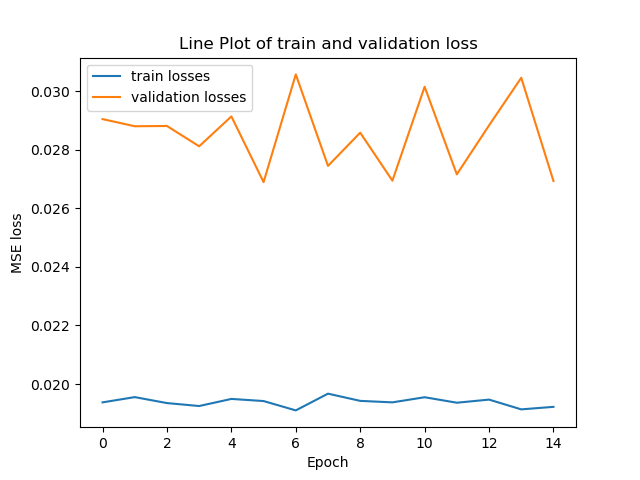 Line Plot of train and validation loss
train losses
validation losses
0.030
0.028
0.026
0.024
0.022
0.020
MSE loss
0 2 4 6 8 10 12 14
Epoch